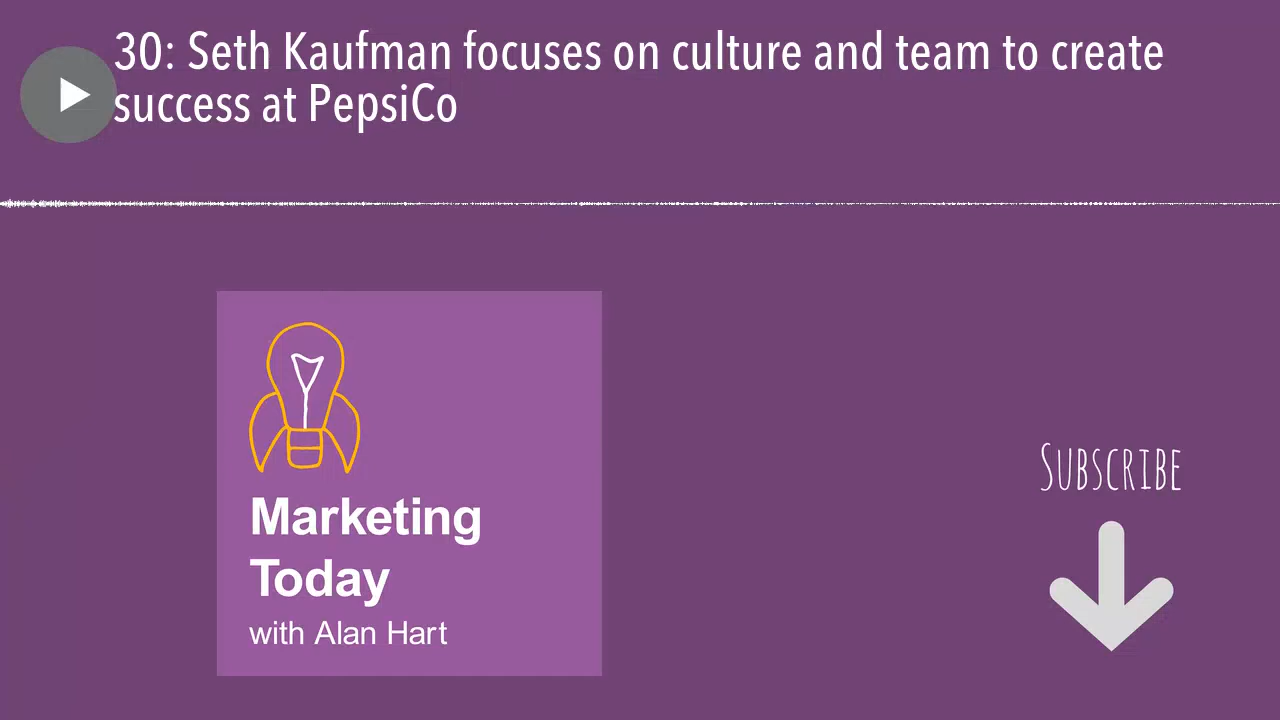 30: Seth Kaufman focuses on culture and team to create
success at PepsiCo
Marketing
Today
with Alan Hart
SUBSCRIBE